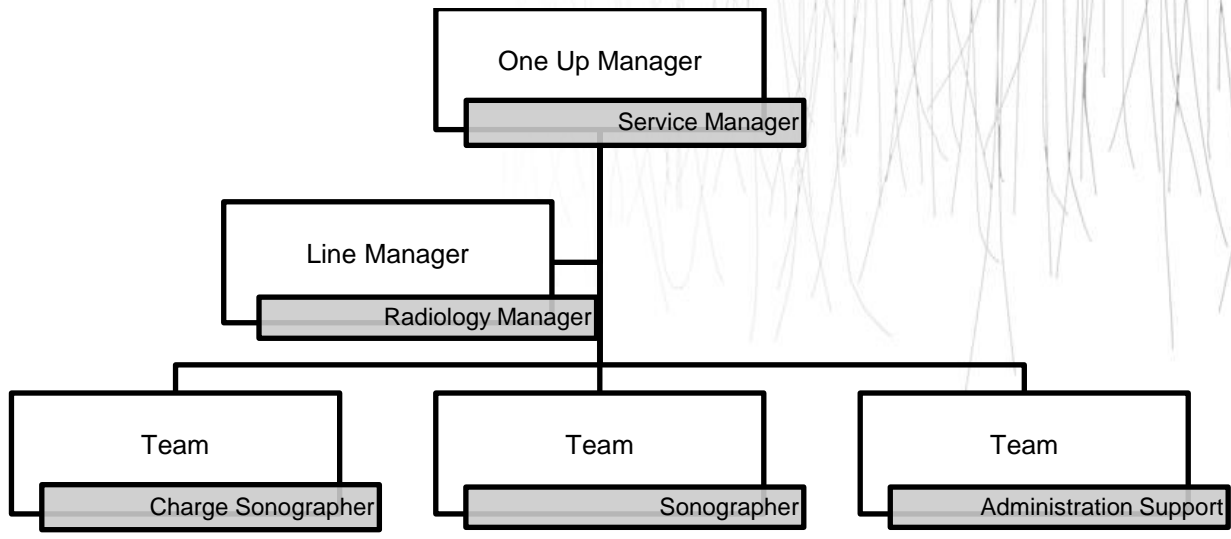 One Up Manager
Service Manager
Line Manager
Radiology Manager
Team
Charge Sonographer
Team
Sonographer
Team
Administration Support